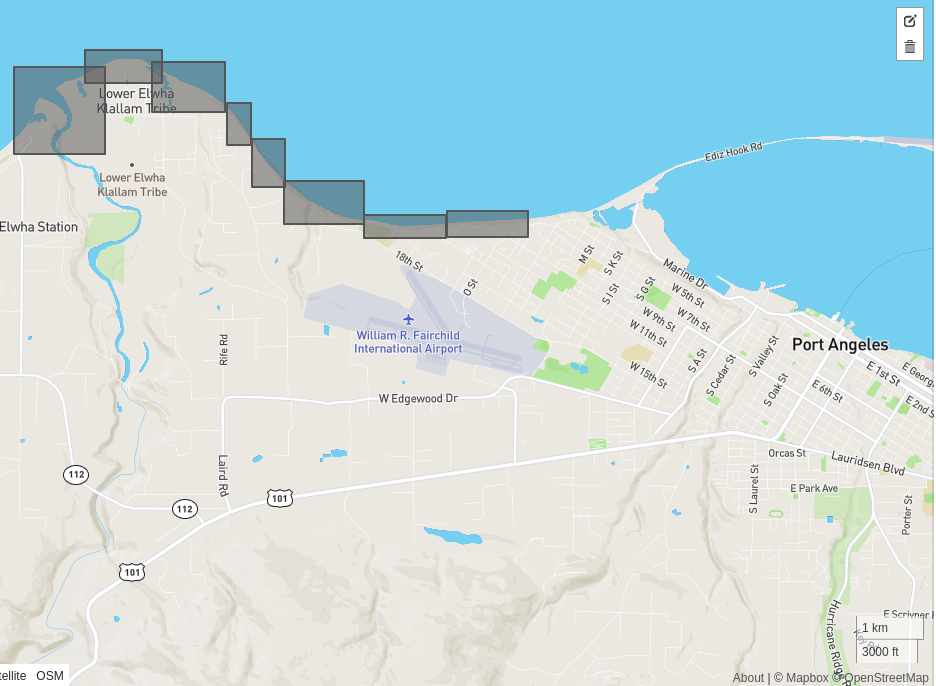 Lower Elwha
Klallam Tribe
Lower Elwha
Klallam Tribe
Elwha Station
Ediz Hook Rd
18th St
O St
M St
S K St
S I St
S G St
Marine Dr
W 5th St
W 7th St
W 9th St
W 11th St
W 15th St
William R. Fairchild
International Airport
Rife Rd
Port Angeles
S A St
S Cedar St
S Valley St
S Oak St
E 1st St
E 6th St
E 2nd S
E Georg
W Edgewood Dr
Orcas St
Lauridsen Blvd
Laird Rd
S Laurel St
E Park Ave
Porter St
112
112
101
101
E Scrivner R
Hurricane Ridge R
1 km
3000 ft
tellite OSM
About | © Mapbox © OpenStreetMap